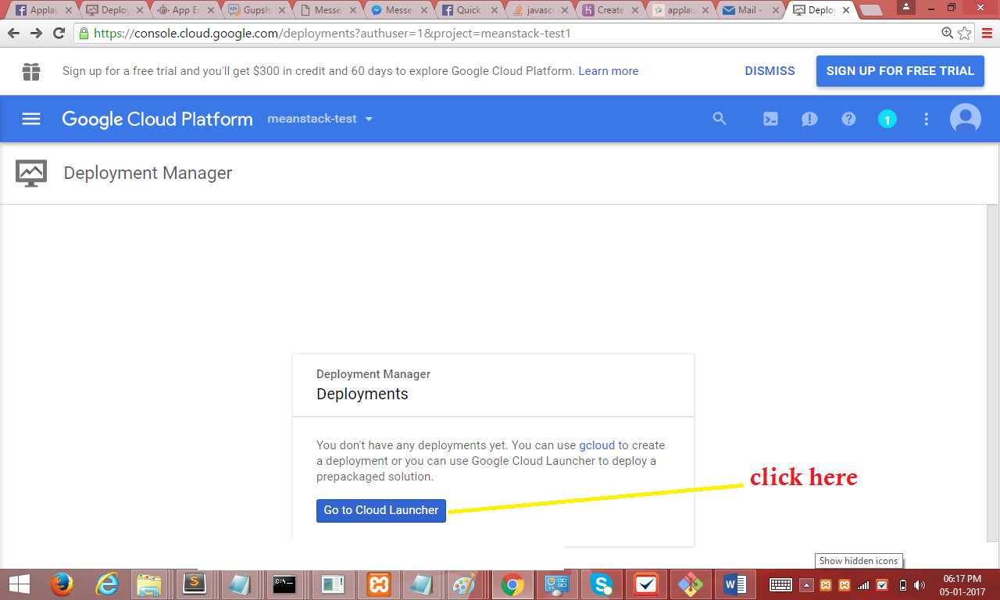 Applau
Deploy
App En
Gupsh
Messe
Messe
Quick
javasc
Create
applau
Mail -
Deploy
https://console.cloud.google.com/deployments?authuser=1&project=meanstack-test1
Sign up for a free trial and you'll get $300 in credit and 60 days to explore Google Cloud Platform. Learn more
DISMISS
SIGN UP FOR FREE TRIAL
Google Cloud Platform
meanstack-test
1
Deployment Manager
Deployment Manager
Deployments
You don't have any deployments yet. You can use gcloud to create
a deployment or you can use Google Cloud Launcher to deploy a
prepackaged solution.
click here
Go to Cloud Launcher
Show hidden icons
06:17 PM
05-01-2017